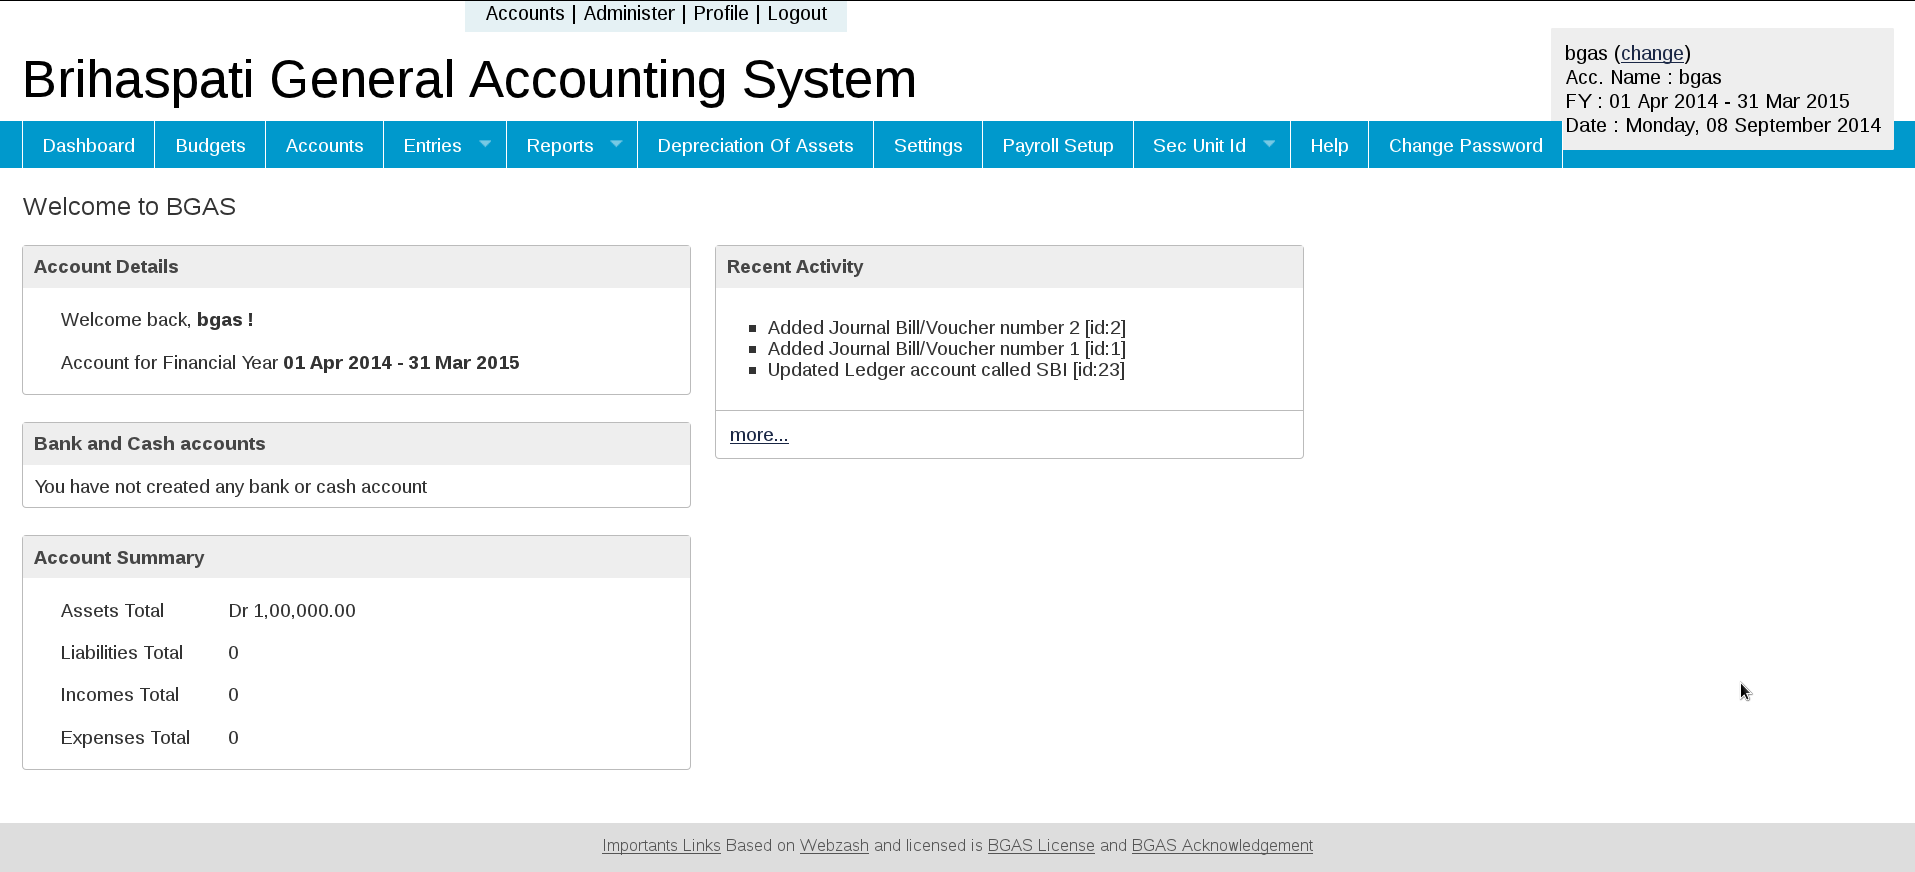 Accounts | Administer | Profile | Logout
Brihaspati General Accounting System
bgas (change)
Acc. Name : bgas
FY : 01 Apr 2014 - 31 Mar 2015
Date : Monday, 08 September 2014
Dashboard Budgets Accounts Entries Reports Depreciation Of Assets Settings Payroll Setup Sec Unit Id Help Change Password
Welcome to BGAS
Account Details
Welcome back, bgas !
Account for Financial Year 01 Apr 2014 - 31 Mar 2015
Bank and Cash accounts
You have not created any bank or cash account
Account Summary
Assets Total Dr 1,00,000.00
Liabilities Total 0
Incomes Total 0
Expenses Total 0
Recent Activity
Added Journal Bill/Voucher number 2 [id:2]
Added Journal Bill/Voucher number 1 [id:1]
Updated Ledger account called SBI [id:23]
more...
Importants Links Based on Webzash and licensed is BGAS License and BGAS Acknowledgement